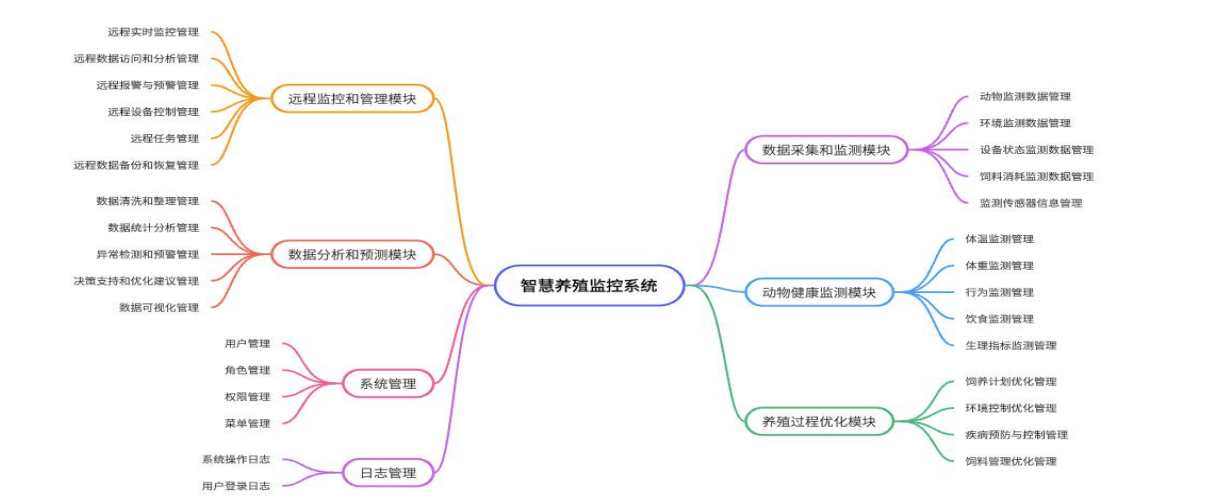 远程实时监控管理
远程数据访问和分析管理
远程报警与预警管理
远程设备控制管理
远程任务管理
远程数据备份和恢复管理
远程监控和管理模块
数据清洗和整理管理
数据统计分析管理
异常检测和预警管理
决策支持和优化建议管理
数据可视化管理
数据分析和预测模块
用户管理
角色管理
权限管理
菜单管理
系统管理
系统操作日志
用户登录日志
日志管理
智慧养殖监控系统
数据采集和监测模块
动物监测数据管理
环境监测数据管理
设备状态监测数据管理
饲料消耗监测数据管理
监测传感器信息管理
动物健康监测模块
体温监测管理
体重监测管理
行为监测管理
饮食监测管理
生理指标监测管理
养殖过程优化模块
饲养计划优化管理
环境控制优化管理
疾病预防与控制管理
饲料管理优化管理